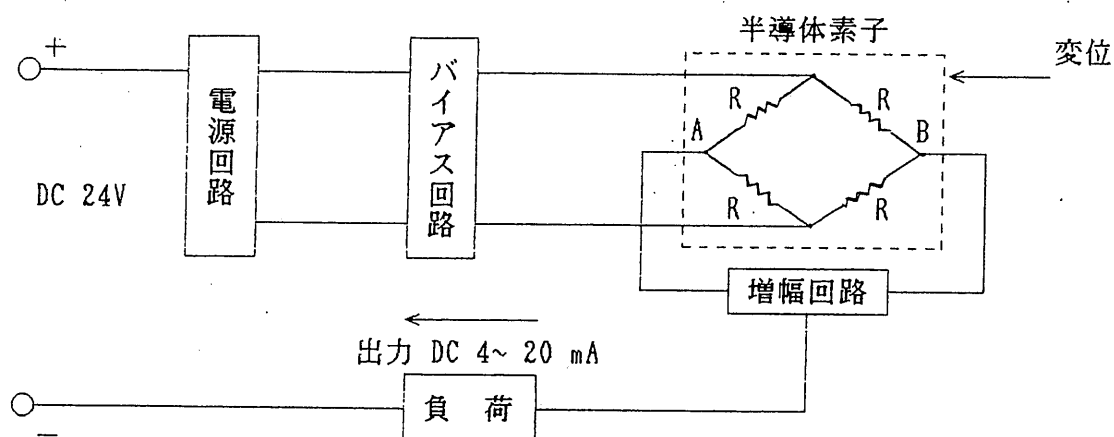 半導体素子
変位
+
電源回路
バイアス回路
R
R
A
B
DC 24V
R
R
増幅回路
出力 DC 4~ 20 mA
負 荷
−